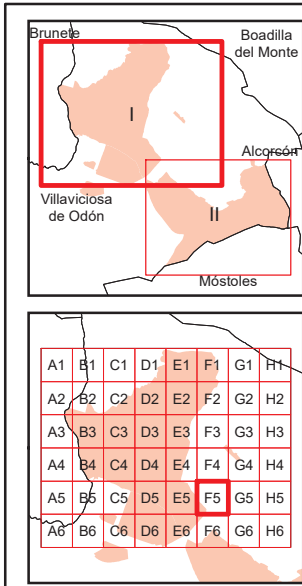 Brunete
Boadilla
del Monte
I
Alcorcón
Villaviciosa
de Odón
II
Móstoles
A1 B1 C1 D1 E1 F1 G1 H1
A2 B2 C2 D2 E2 F2 G2 H2
A3 B3 C3 D3 E3 F3 G3 H3
A4 B4 C4 D4 E4 F4 G4 H4
A5 B5 C5 D5 E5 F5 G5 H5
A6 B6 C6 D6 E6 F6 G6 H6